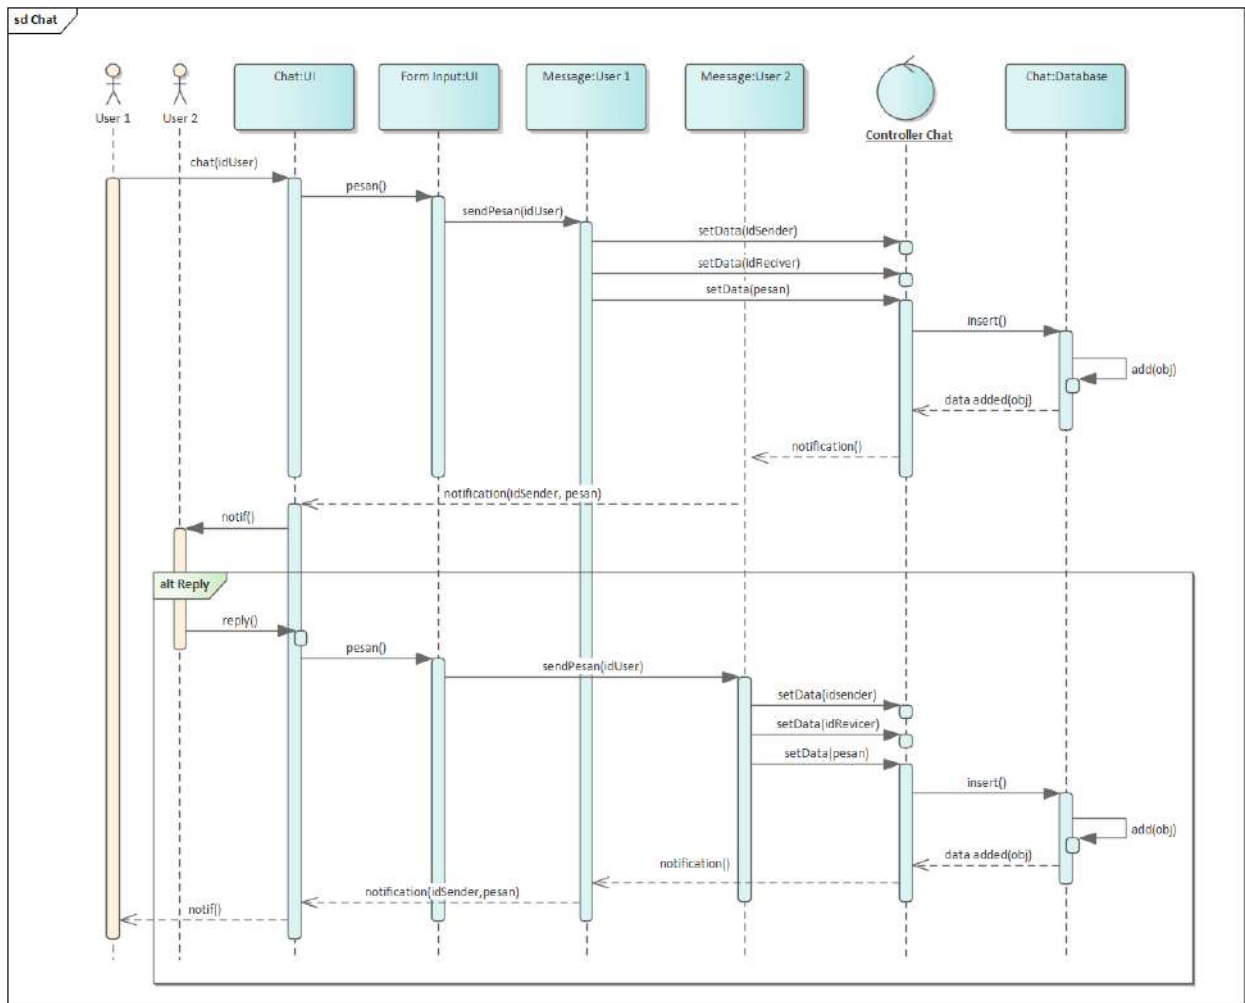 sd Chat
User 1
User 2
Chat:UI
Form Input:UI
Message:User 1
Meesage:User 2
Controller Chat
Chat:Database
chat(idUser)
pesan()
sendPesan(idUser)
setData(idSender)
setData(idReciver)
setData(pesan)
insert()
add(obj)
data added(obj)
notification()
notification(idSender, pesan)
notif()
alt Reply
reply()
pesan()
sendPesan(idUser)
setData(idsender)
setData(idRevicer)
setData(pesan)
insert()
add(obj)
data added(obj)
notification()
notification(idSender,pesan)
notif()